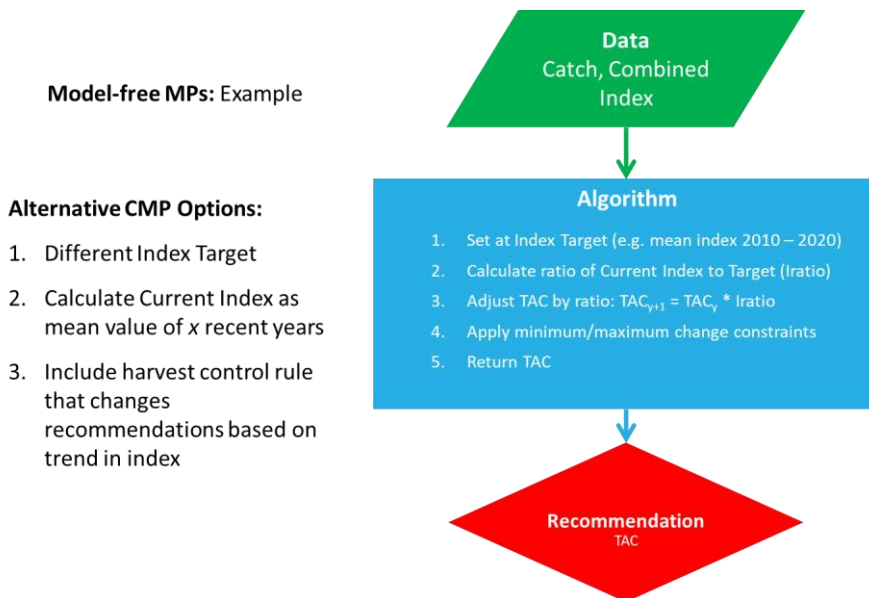 Model-free MPs: Example
Data
Catch, Combined
Index
Alternative CMP Options:
1. Different Index Target
2. Calculate Current Index as
mean value of x recent years
3. Include harvest control rule
that changes
recommendations based on
trend in index
Algorithm
1. Set at Index Target (e.g. mean index 2010 – 2020)
2. Calculate ratio of Current Index to Target (Iratio)
3. Adjust TAC by ratio: TACy+1 = TACy * Iratio
4. Apply minimum/maximum change constraints
5. Return TAC
Recommendation
TAC